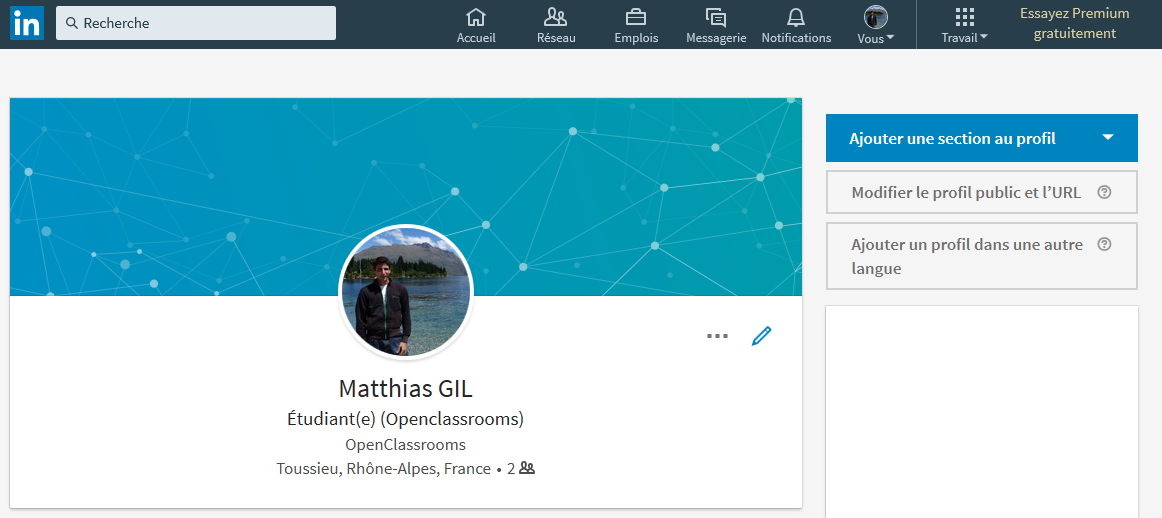 in
Recherche
Accueil
Réseau
Emplois
Messagerie
Notifications
Vous
Travail
Essayez Premium
gratuitement
Ajouter une section au profil
Modifier le profil public et l'URL ?
Ajouter un profil dans une autre ?
langue
Matthias GIL
Étudiant(e) (Openclassrooms)
OpenClassrooms
Toussieu, Rhône-Alpes, France • 2